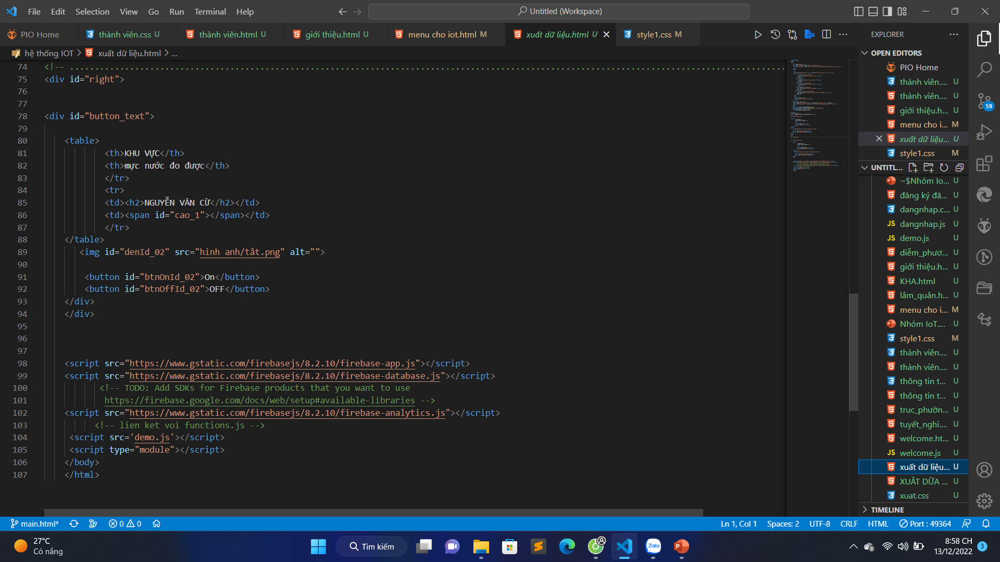 File Edit Selection View Go Run Terminal Help
Untitled (Workspace)
PIO Home
thành viên.css U
thành viên.html U
giới thiệu.html U
menu cho iot.html M
xuất dữ liệu.html U
style1.css M
hệ thống IOT > xuất dữ liệu.html > ...
74 <!-- ................................................................
75 <div id="right">
76
77
78 <div id="button_text">
79
80 <table>
81 <th>KHU VỰC</th>
82 <th>mực nước đo được</th>
83 </tr>
84 <tr>
85 <td><h2>NGUYỄN VĂN CỪ</h2></td>
86 <td><span id="cao_1"></span></td>
87 </tr>
88 </table>
89 <img id="denId_02" src="hinh anh/tắt.png" alt="">
90
91 <button id="btnOnId_02">On</button>
92 <button id="btnOffId_02">OFF</button>
93 </div>
94 </div>
95
96
97
98 <script src="https://www.gstatic.com/firebasejs/8.2.10/firebase-app.js"></script>
99 <script src="https://www.gstatic.com/firebasejs/8.2.10/firebase-database.js"></script>
100 <!-- TODO: Add SDKs for Firebase products that you want to use
101 https://firebase.google.com/docs/web/setup#available-libraries -->
102 <script src="https://www.gstatic.com/firebasejs/8.2.10/firebase-analytics.js"></script>
103 <!-- lien ket voi functions.js -->
104 <script src='demo.js'></script>
105 <script type="module"></script>
106 </body>
107 </html>
EXPLORER
OPEN EDITORS
PIO Home
thành viên.... U
thành viên.... U
giới thiệu.h... U
menu cho i... M
xuất dữ liệu... U
style1.css M
UNTITL...
~$Nhóm Io... U
đăng ký đă... U
dangnhap.c... U
JS dangnhap.js U
JS demo.js U
diễm_phươ... U
giới thiệu.h... U
KHA.html U
lâm_quân.h... U
menu cho i... M
Nhóm IoT.... U
style1.css M
thành viên.... U
thành viên.... U
thông tin t... U
thông tin t... U
truc_phườn... U
tuyết_nghi.... U
welcome.ht... U
JS welcome.js U
xuất dữ liệu... U
XUẤT DỮA ... U
xuat.css U
TIMELINE
59
main.html* 0 0
Ln 1, Col 1 Spaces: 2 UTF-8 CRLF HTML Port : 49364
27°C
Có nắng
Tìm kiếm
Zalo
8:58 CH
13/12/2022
3